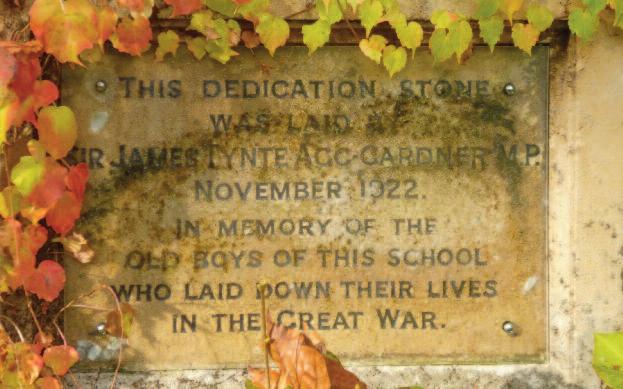 THIS DEDICATION STONE
WAS LAID
SIR JAMES TYNTE AGG-GARDNER M.P.
NOVEMBER 1922.
IN MEMORY OF THE
OLD BOYS OF THIS SCHOOL
WHO LAID DOWN THEIR LIVES
IN THE GREAT WAR.